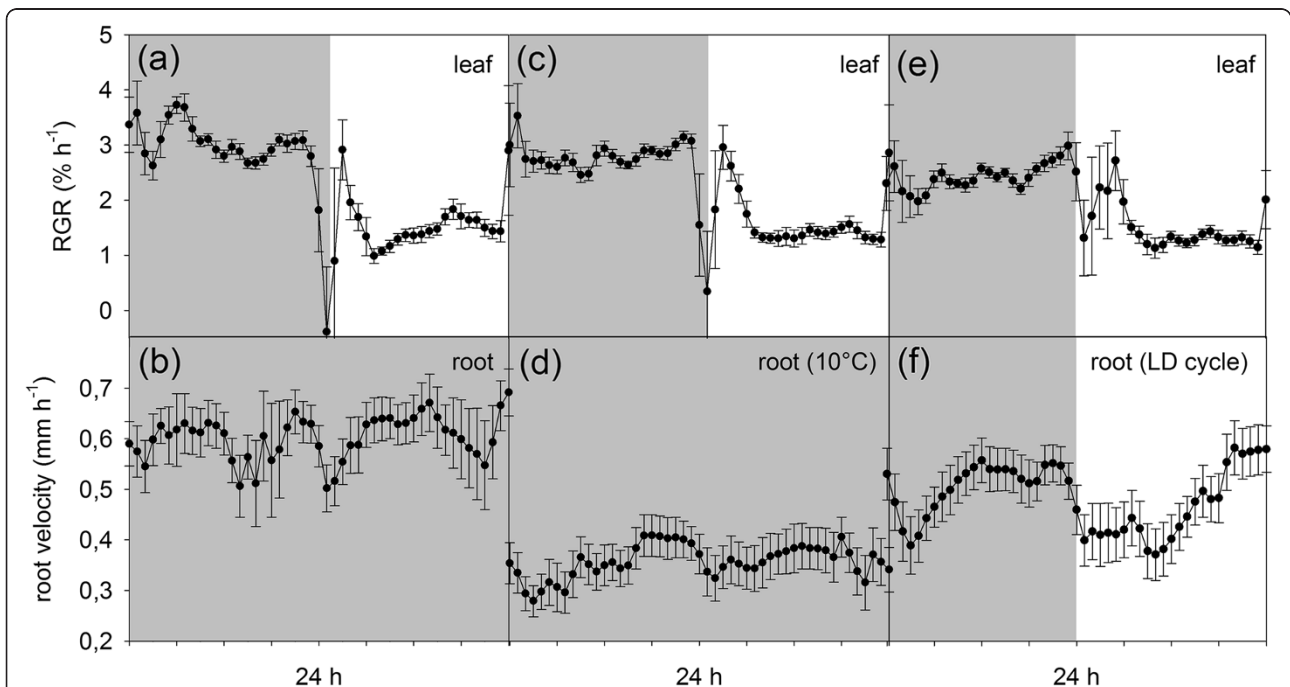 5
(a)
leaf
(c)
leaf
(e)
leaf
4
3
2
1
0
RGR (% h⁻¹)
(b)
root
(d)
root (10°C)
(f)
root (LD cycle)
0,7
0,6
0,5
0,4
0,3
0,2
root velocity (mm h⁻¹)
24 h
24 h
24 h